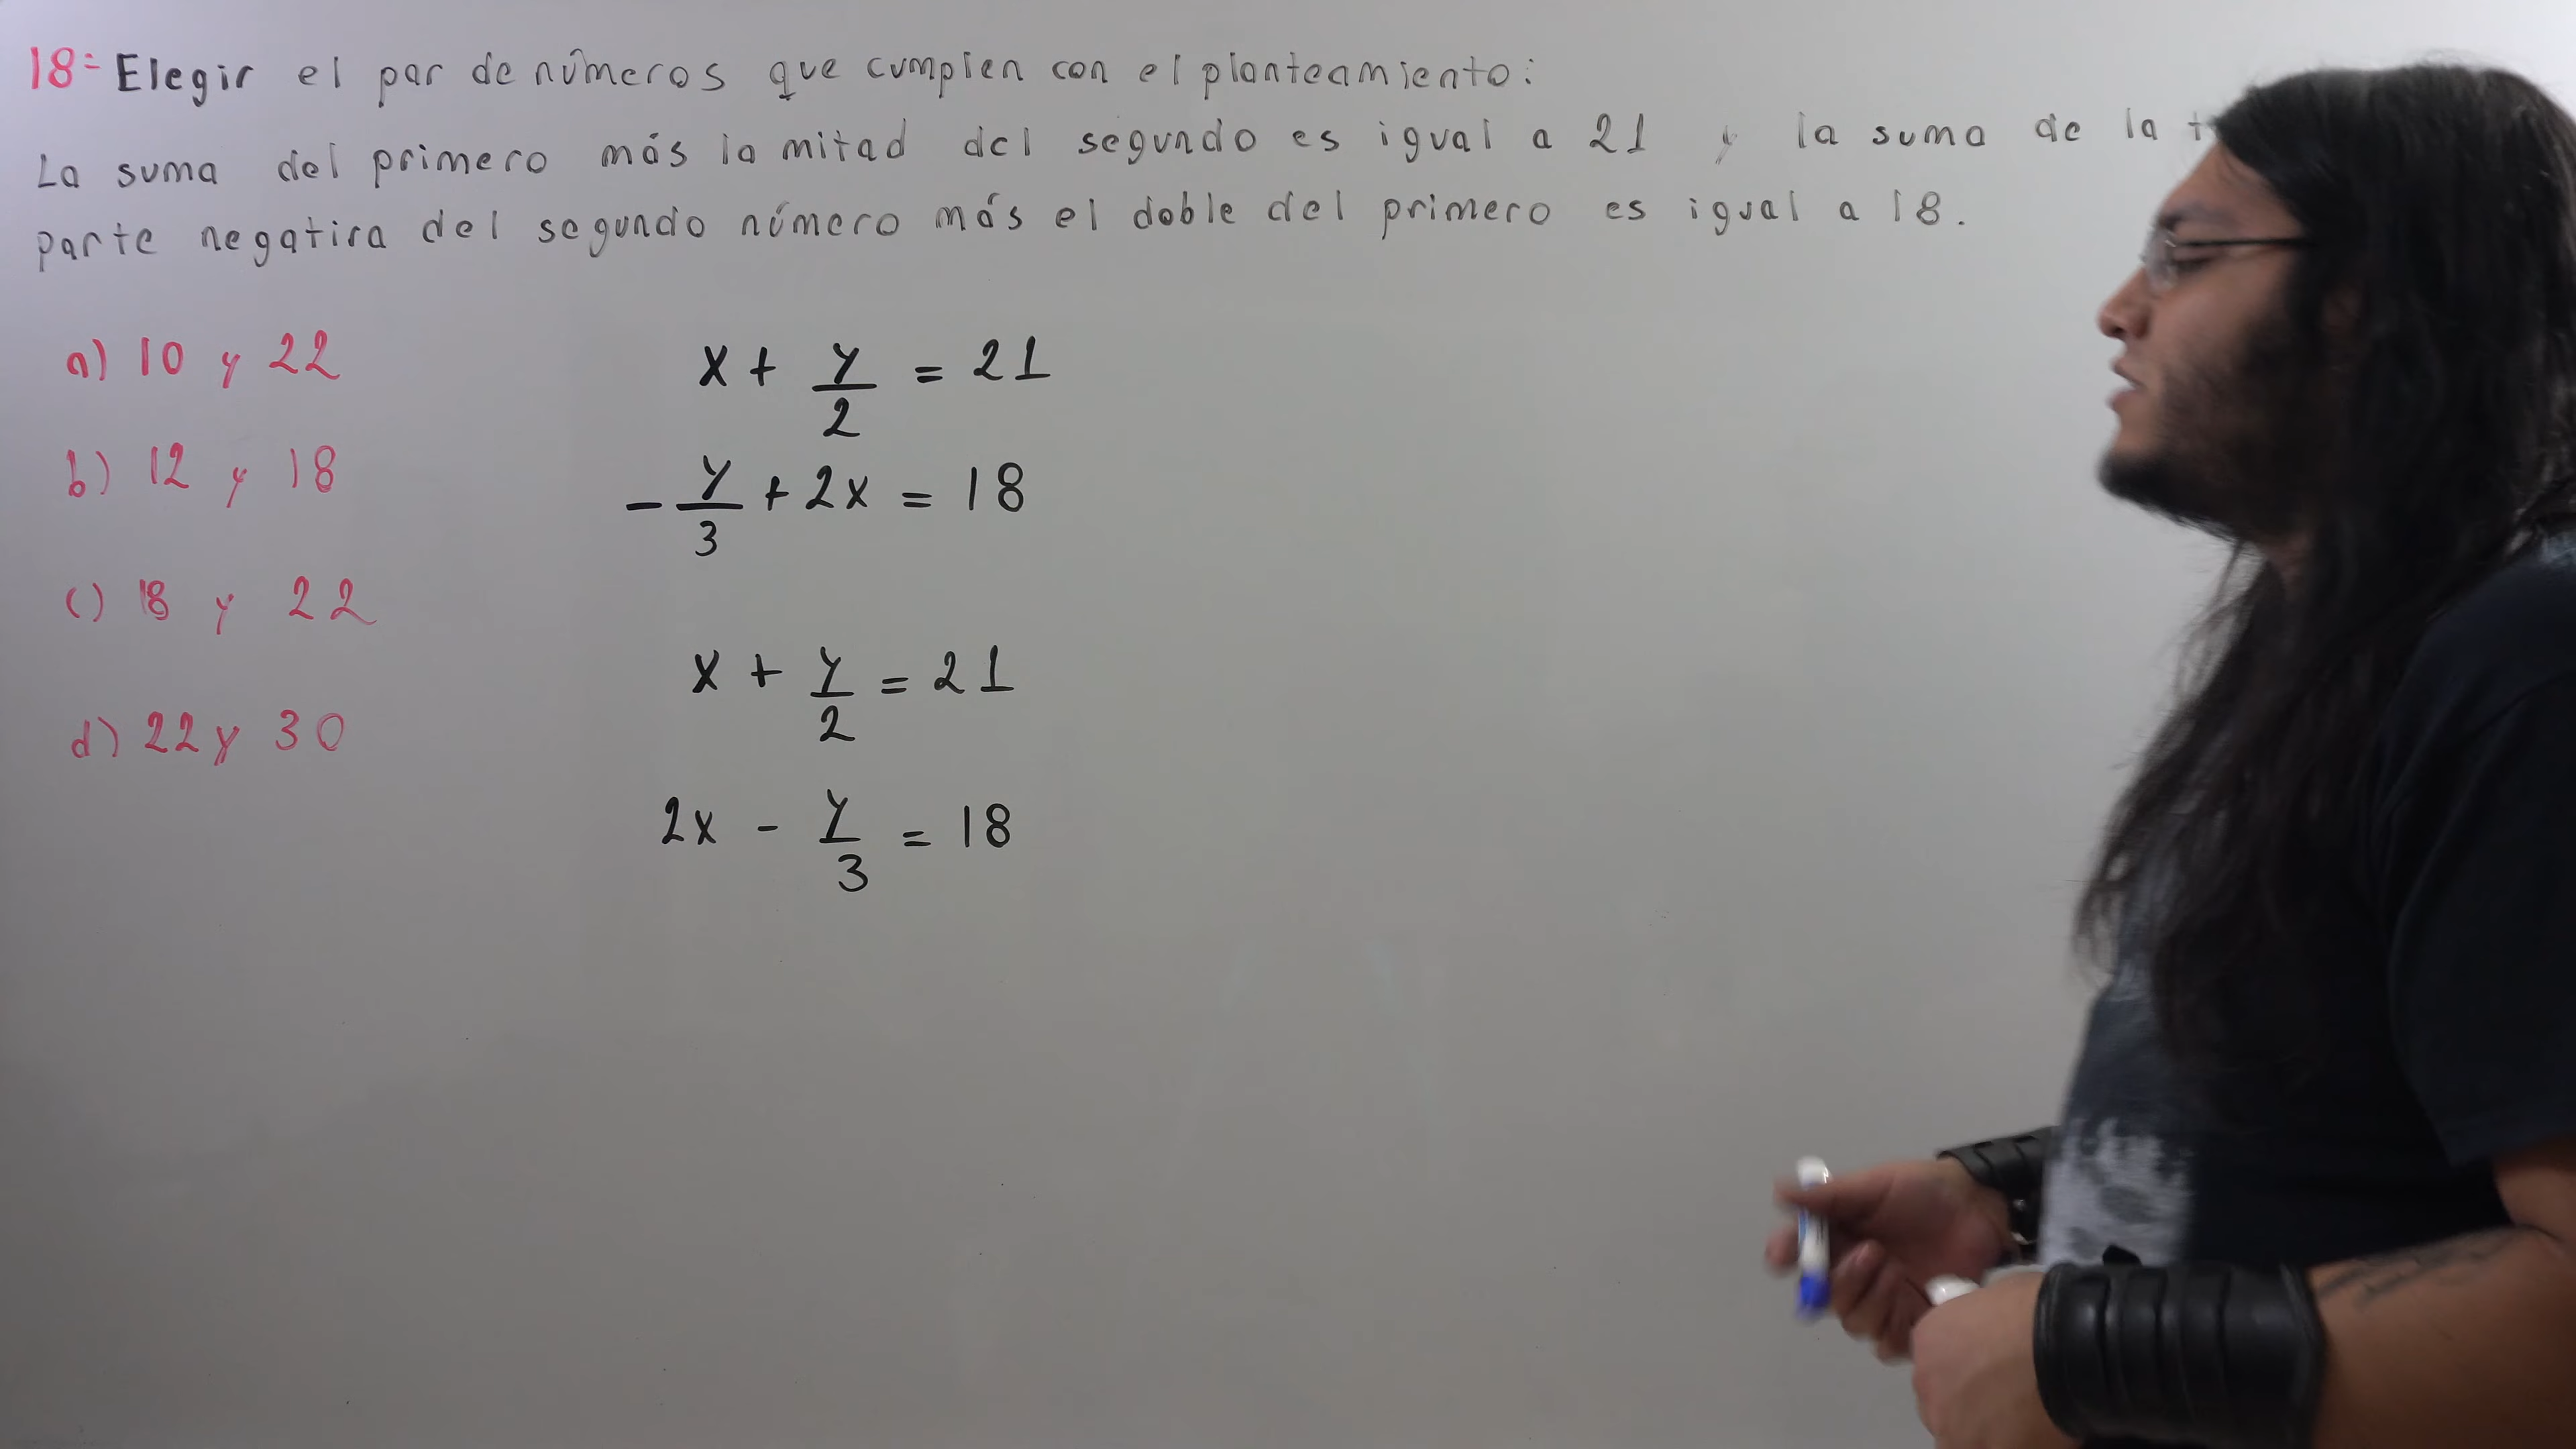 18= Elegir el par de números que cumplen con el planteamiento:
La suma del primero más la mitad del segundo es igual a 21 y la suma de la
parte negativa del segundo número más el doble del primero es igual a 18.
a) 10 y 22
b) 12 y 18
c) 18 y 22
d) 22 y 30
x + y/2 = 21
- y/3 + 2x = 18
x + y/2 = 21
2x - y/3 = 18